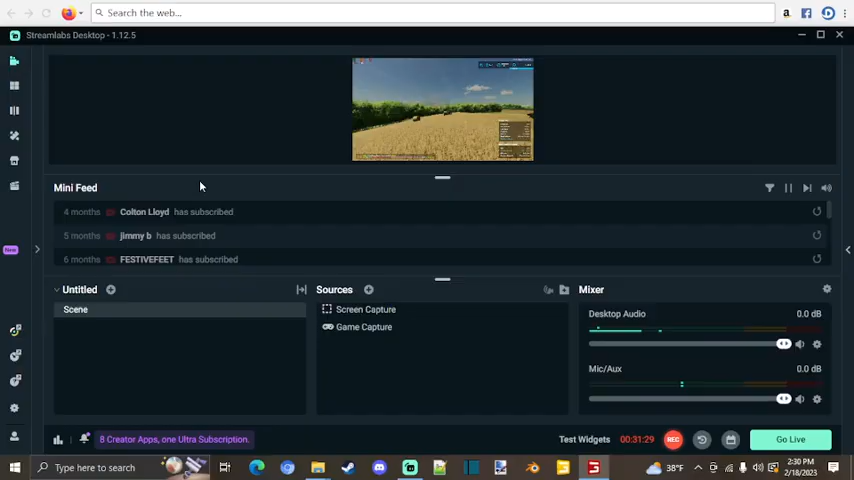 Search the web...
Streamlabs Desktop - 1.12.5
Mini Feed
4 months Colton Lloyd has subscribed
5 months jimmy b has subscribed
6 months FESTIVEFEET has subscribed
New
Untitled
Sources
Mixer
Scene
Screen Capture
Game Capture
Desktop Audio 0.0 dB
Mic/Aux 0.0 dB
8 Creator Apps, one Ultra Subscription.
Test Widgets
00:31:29
REC
Go Live
Type here to search
38°F
2:30 PM
2/18/2023